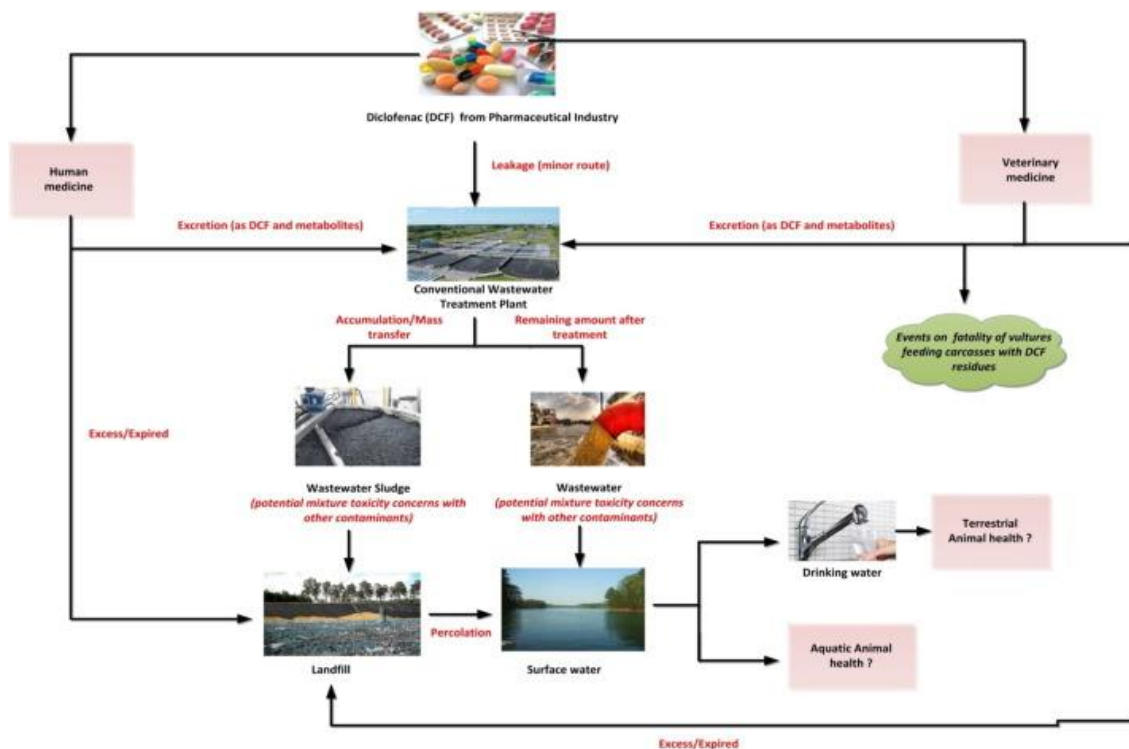 Diclofenac (DCF) from Pharmaceutical Industry
Leakage (minor route)
Human
medicine
Veterinary
medicine
Excretion (as DCF and metabolites)
Excretion (as DCF and metabolites)
Conventional Wastewater
Treatment Plant
Accumulation/Mass
transfer
Remaining amount after
treatment
Events on fatality of vultures
feeding carcasses with DCF
residues
Excess/Expired
Wastewater Sludge
(potential mixture toxicity concerns with
other contaminants)
Wastewater
(potential mixture toxicity concerns
with other contaminants)
Drinking water
Terrestrial
Animal health ?
Percolation
Landfill
Surface water
Aquatic Animal
health ?
Excess/Expired